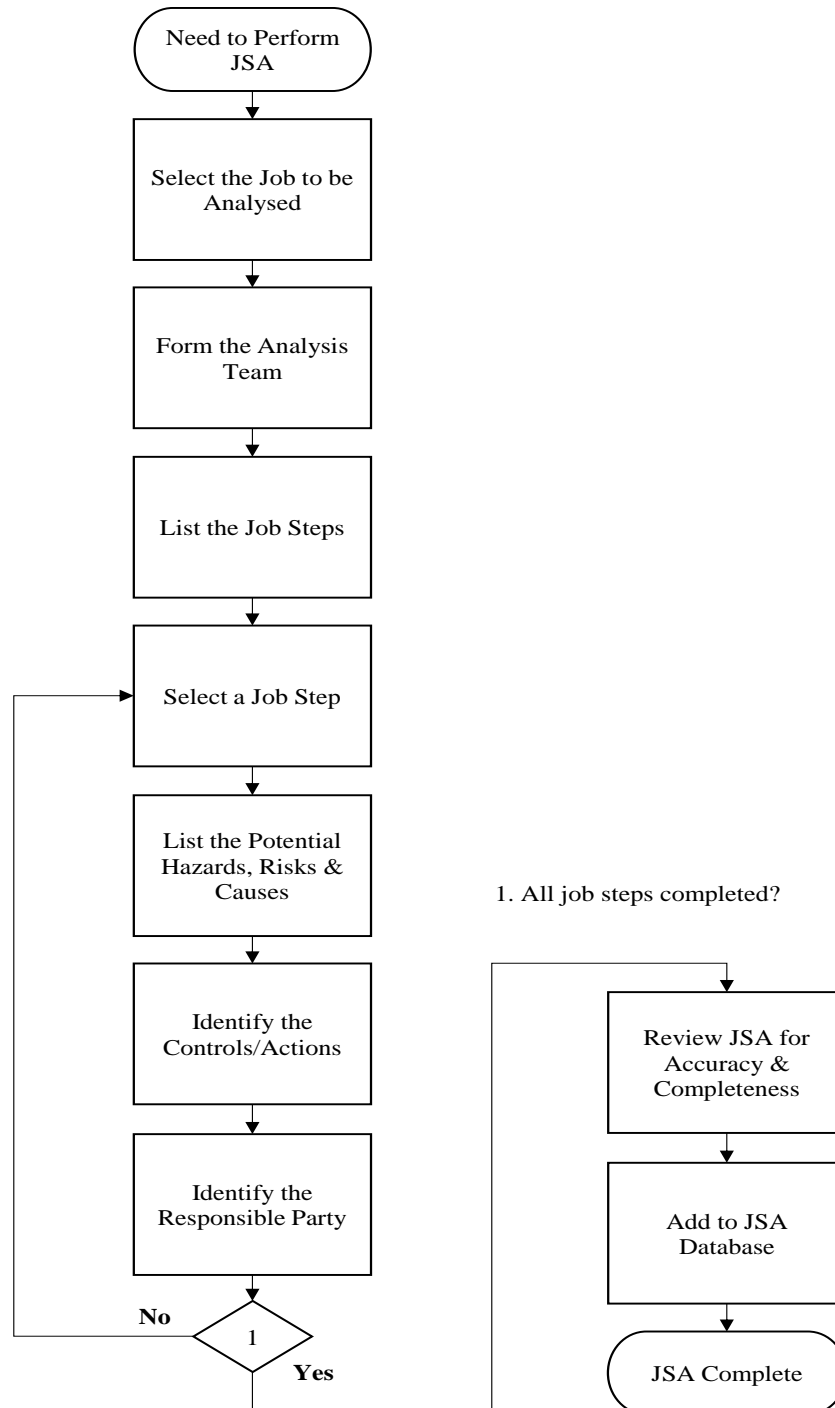 Need to Perform
JSA
Select the Job to be
Analysed
Form the Analysis
Team
List the Job Steps
Select a Job Step
List the Potential
Hazards, Risks &
Causes
Identify the
Controls/Actions
Identify the
Responsible Party
No
1
Yes
1. All job steps completed?
Review JSA for
Accuracy &
Completeness
Add to JSA
Database
JSA Complete